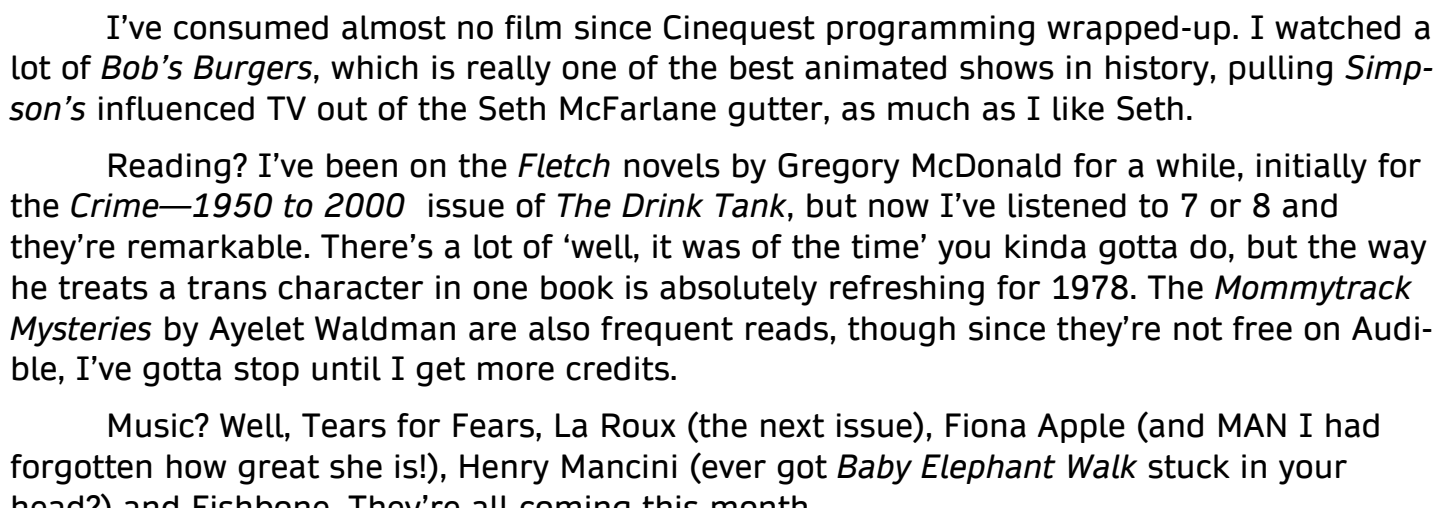 I've consumed almost no film since Cinequest programming wrapped-up. I watched a
lot of Bob's Burgers, which is really one of the best animated shows in history, pulling Simp-
son's influenced TV out of the Seth McFarlane gutter, as much as I like Seth.
Reading? I've been on the Fletch novels by Gregory McDonald for a while, initially for
the Crime—1950 to 2000 issue of The Drink Tank, but now I've listened to 7 or 8 and
they're remarkable. There's a lot of ‘well, it was of the time’ you kinda gotta do, but the way
he treats a trans character in one book is absolutely refreshing for 1978. The Mommytrack
Mysteries by Ayelet Waldman are also frequent reads, though since they're not free on Audi-
ble, I've gotta stop until I get more credits.
Music? Well, Tears for Fears, La Roux (the next issue), Fiona Apple (and MAN I had
forgotten how great she is!), Henry Mancini (ever got Baby Elephant Walk stuck in your
head?) and Fishbone. They're all coming this month.